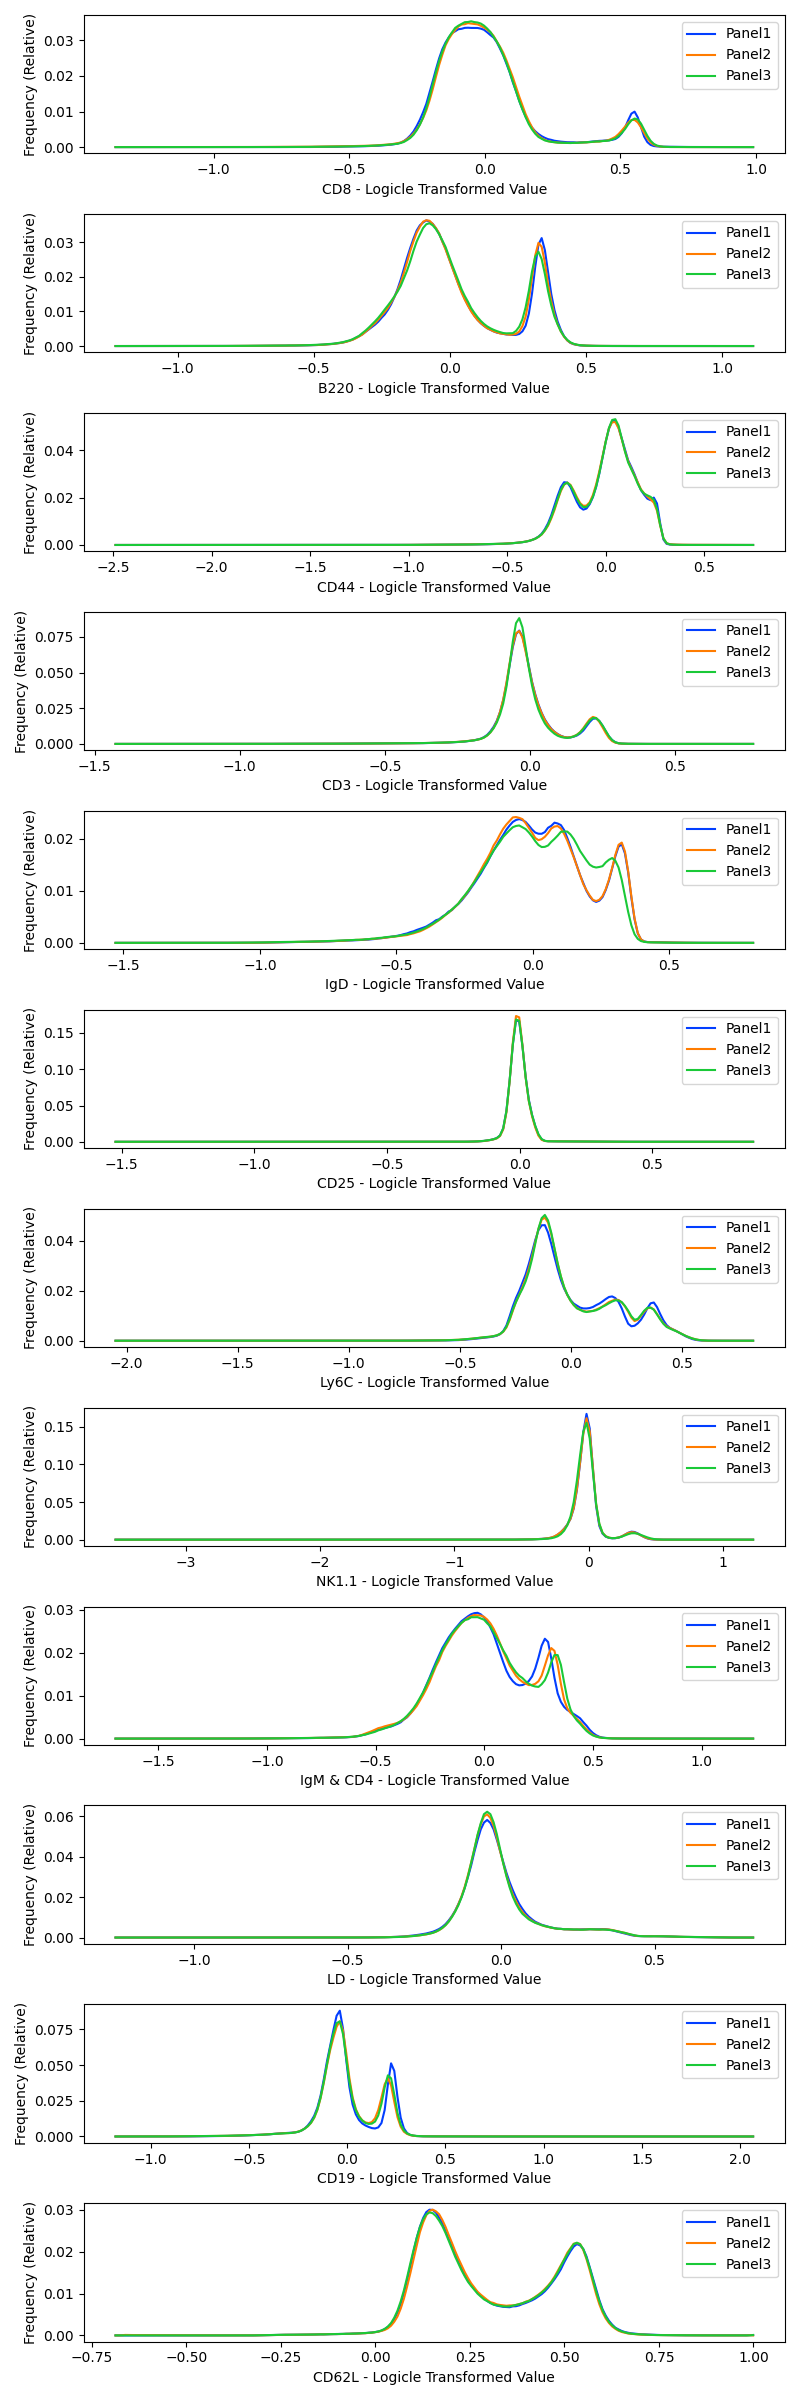 Frequency (Relative)
0.03
0.02
0.01
0.00
Panel1
Panel2
Panel3
−1.0 −0.5 0.0 0.5 1.0
CD8 - Logicle Transformed Value
Frequency (Relative)
0.03
0.02
0.01
0.00
Panel1
Panel2
Panel3
−1.0 −0.5 0.0 0.5 1.0
B220 - Logicle Transformed Value
Frequency (Relative)
0.04
0.02
0.00
Panel1
Panel2
Panel3
−2.5 −2.0 −1.5 −1.0 −0.5 0.0 0.5
CD44 - Logicle Transformed Value
Frequency (Relative)
0.075
0.050
0.025
0.000
Panel1
Panel2
Panel3
−1.5 −1.0 −0.5 0.0 0.5
CD3 - Logicle Transformed Value
Frequency (Relative)
0.02
0.01
0.00
Panel1
Panel2
Panel3
−1.5 −1.0 −0.5 0.0 0.5
IgD - Logicle Transformed Value
Frequency (Relative)
0.15
0.10
0.05
0.00
Panel1
Panel2
Panel3
−1.5 −1.0 −0.5 0.0 0.5
CD25 - Logicle Transformed Value
Frequency (Relative)
0.04
0.02
0.00
Panel1
Panel2
Panel3
−2.0 −1.5 −1.0 −0.5 0.0 0.5
Ly6C - Logicle Transformed Value
Frequency (Relative)
0.15
0.10
0.05
0.00
Panel1
Panel2
Panel3
−3 −2 −1 0 1
NK1.1 - Logicle Transformed Value
Frequency (Relative)
0.03
0.02
0.01
0.00
Panel1
Panel2
Panel3
−1.5 −1.0 −0.5 0.0 0.5 1.0
IgM & CD4 - Logicle Transformed Value
Frequency (Relative)
0.06
0.04
0.02
0.00
Panel1
Panel2
Panel3
−1.0 −0.5 0.0 0.5
LD - Logicle Transformed Value
Frequency (Relative)
0.075
0.050
0.025
0.000
Panel1
Panel2
Panel3
−1.0 −0.5 0.0 0.5 1.0 1.5 2.0
CD19 - Logicle Transformed Value
Frequency (Relative)
0.03
0.02
0.01
0.00
Panel1
Panel2
Panel3
−0.75 −0.50 −0.25 0.00 0.25 0.50 0.75 1.00
CD62L - Logicle Transformed Value